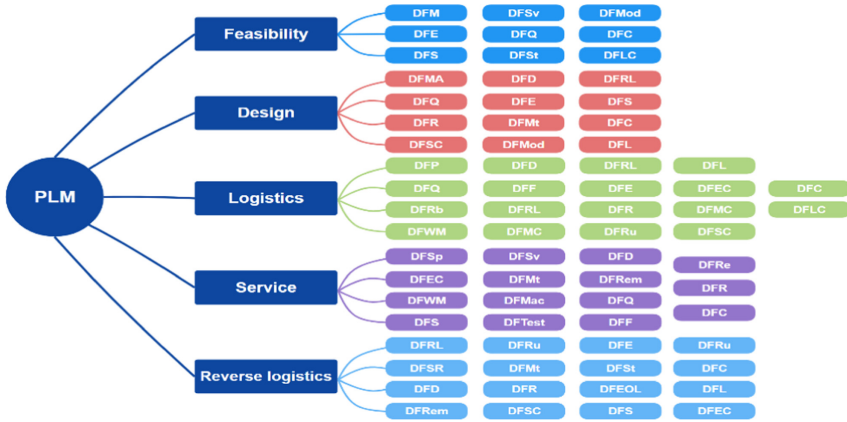 PLM
Feasibility
DFM DFSv DFMod
DFE DFQ DFC
DFS DFSt DFLC
Design
DFMA DFD DFRL
DFQ DFE DFS
DFR DFMt DFC
DFSC DFMod DFL
Logistics
DFP DFD DFRL DFL
DFQ DFF DFE DFEC DFC
DFRb DFRL DFR DFMC DFLC
DFWM DFMC DFRu DFSC
Service
DFSp DFSv DFD DFRe
DFEC DFMt DFRem DFR
DFWM DFMac DFQ DFC
DFS DFTest DFF
Reverse logistics
DFRL DFRu DFE DFRu
DFSR DFMt DFSt DFC
DFD DFR DFEOL DFL
DFRem DFSC DFS DFEC